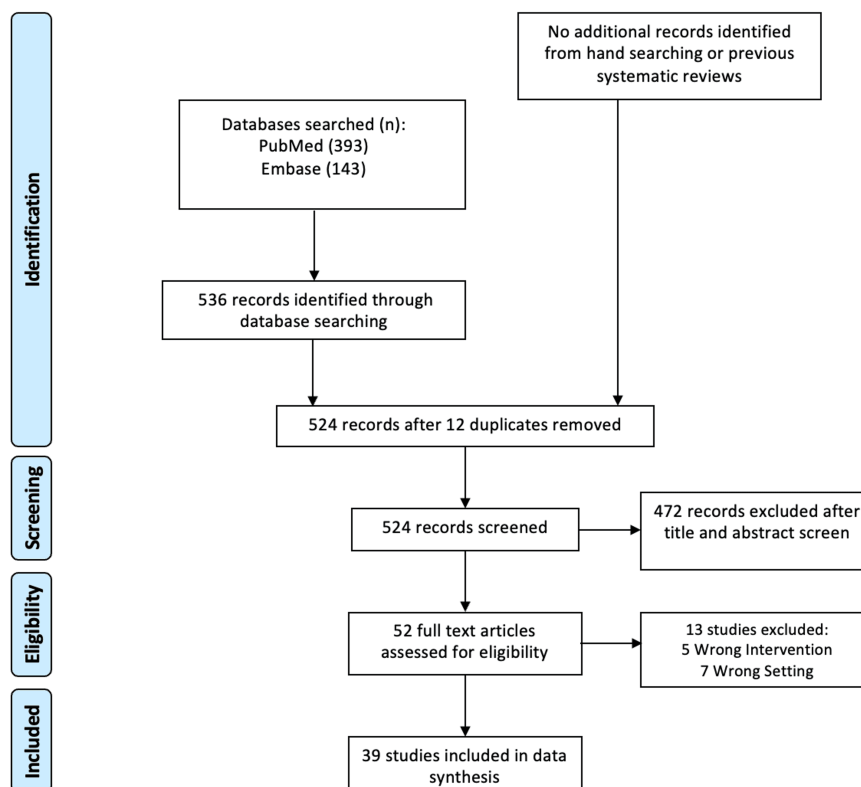 No additional records identified
from hand searching or previous
systematic reviews
Databases searched (n):
PubMed (393)
Embase (143)
Identification
536 records identified through
database searching
524 records after 12 duplicates removed
Screening
524 records screened
472 records excluded after
title and abstract screen
Eligibility
52 full text articles
assessed for eligibility
13 studies excluded:
5 Wrong Intervention
7 Wrong Setting
Included
39 studies included in data
synthesis